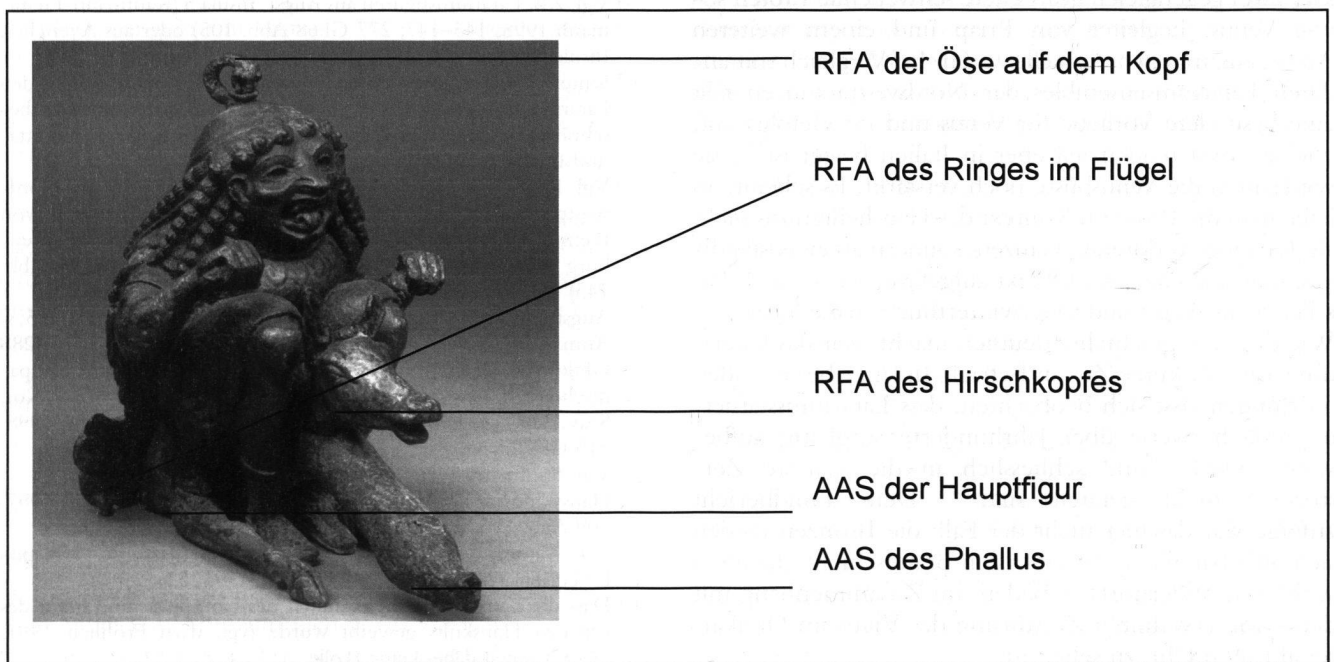 RFA der Öse auf dem Kopf
RFA des Ringes im Flügel
RFA des Hirschkopfes
AAS der Hauptfigur
AAS des Phallus